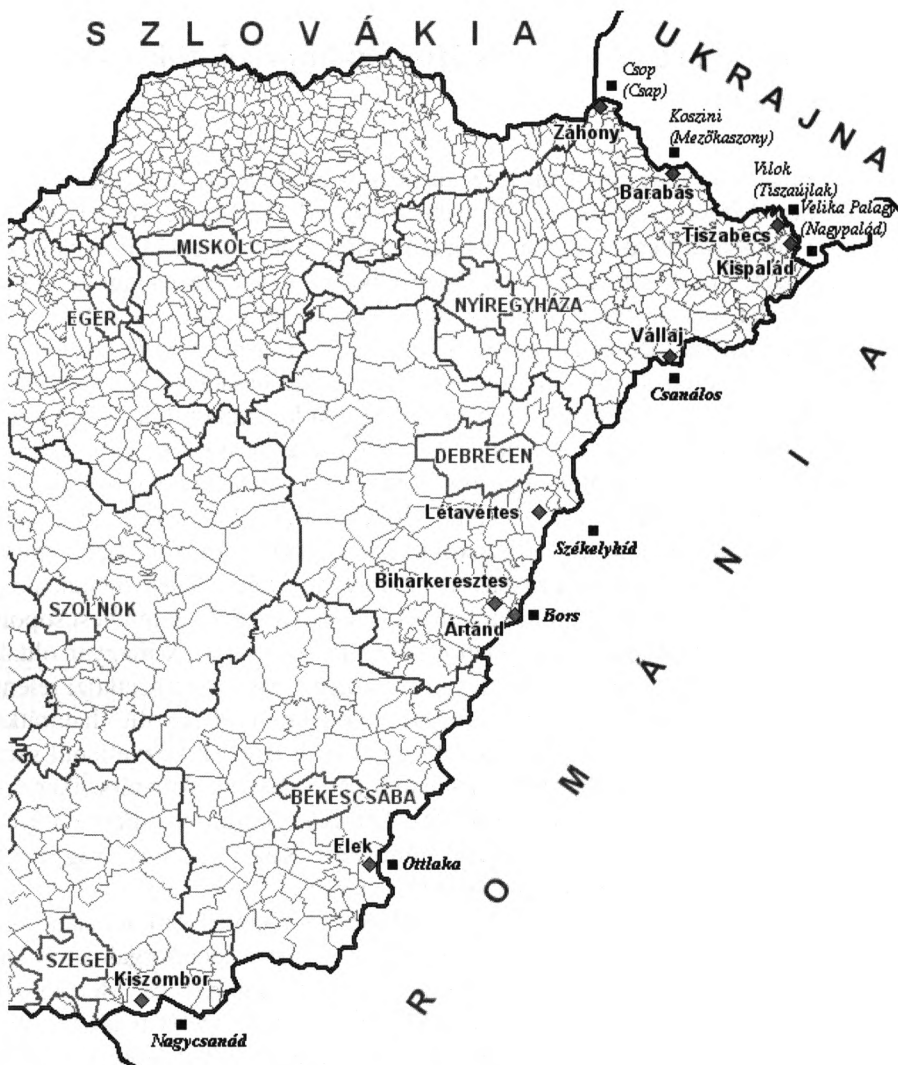 SZLOVÁKIA
UKRAJNA
Csop
(Csap)
Záhony
Koszini
(Mezőkaszony)
Barabás
Vilok
(Tiszaújlak)
Velika Palagy
(Nagypalád)
Tiszabecs
Kispalád
MISKOLC
EGER
NYÍREGYHÁZA
Vállaj
Csanálos
DEBRECEN
Létavértes
Székelyhíd
Biharkeresztes
Ártánd
Bors
SZOLNOK
ROMÁNIA
BÉKÉSCSABA
Elek
Ottlaka
SZEGED
Kiszombor
Nagycsanád